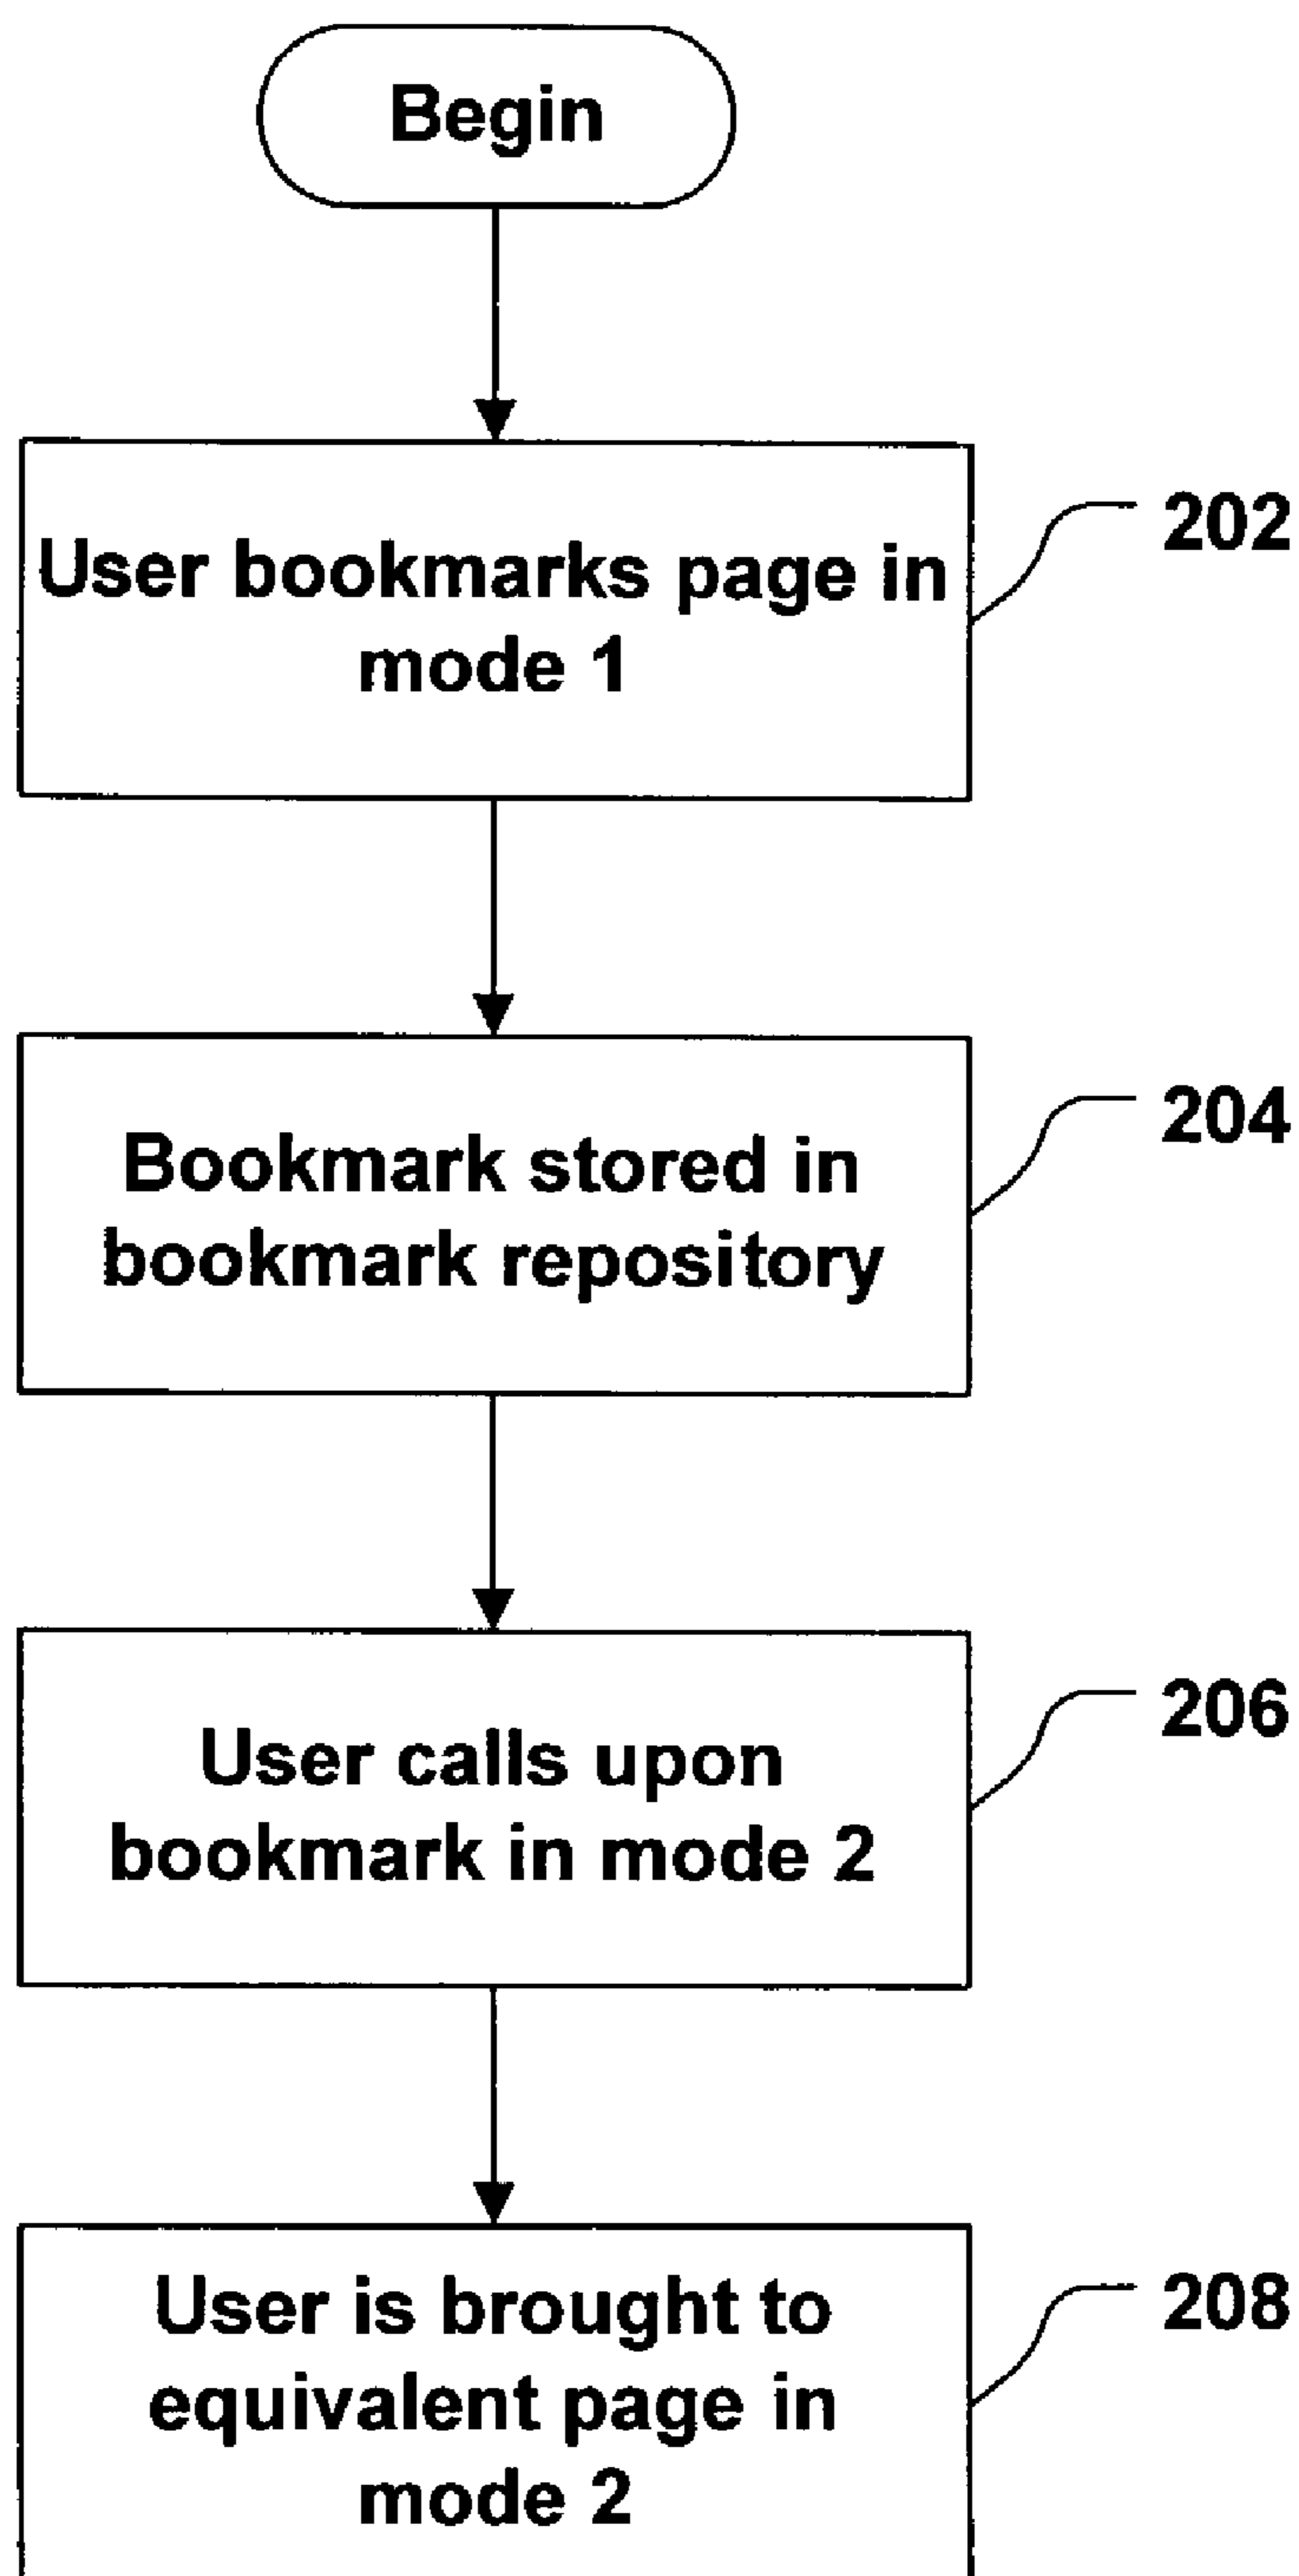 Begin
User bookmarks page in
mode 1
202
Bookmark stored in
bookmark repository
204
User calls upon
bookmark in mode 2
206
User is brought to
equivalent page in
mode 2
208